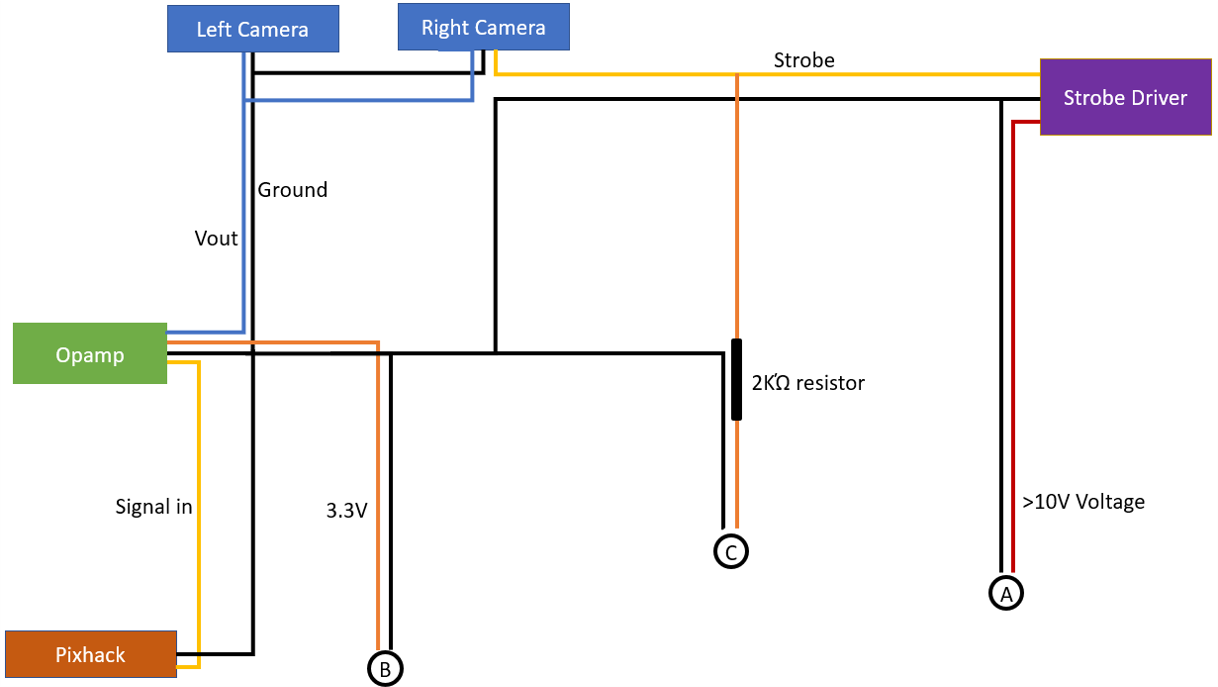 Left Camera
Right Camera
Strobe
Strobe Driver
Ground
Vout
Opamp
2KΩ resistor
Signal in
3.3V
>10V Voltage
C
A
Pixhack
B